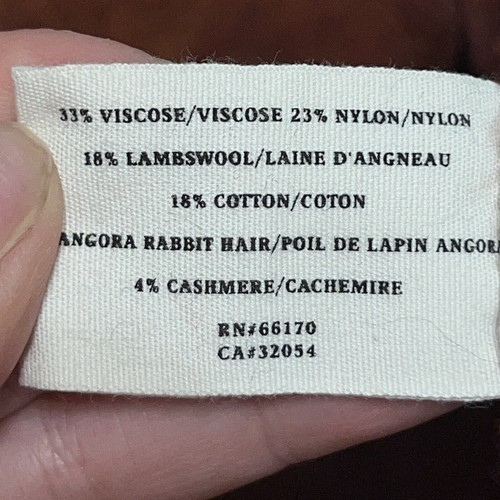 33% VISCOSE/VISCOSE 23% NYLON/NYLON
18% LAMBSWOOL/LAINE D'ANGNEAU
18% COTTON/COTON
ANGORA RABBIT HAIR/POIL DE LAPIN ANGORA
4% CASHMERE/CACHEMIRE
RN#66170
CA#32054